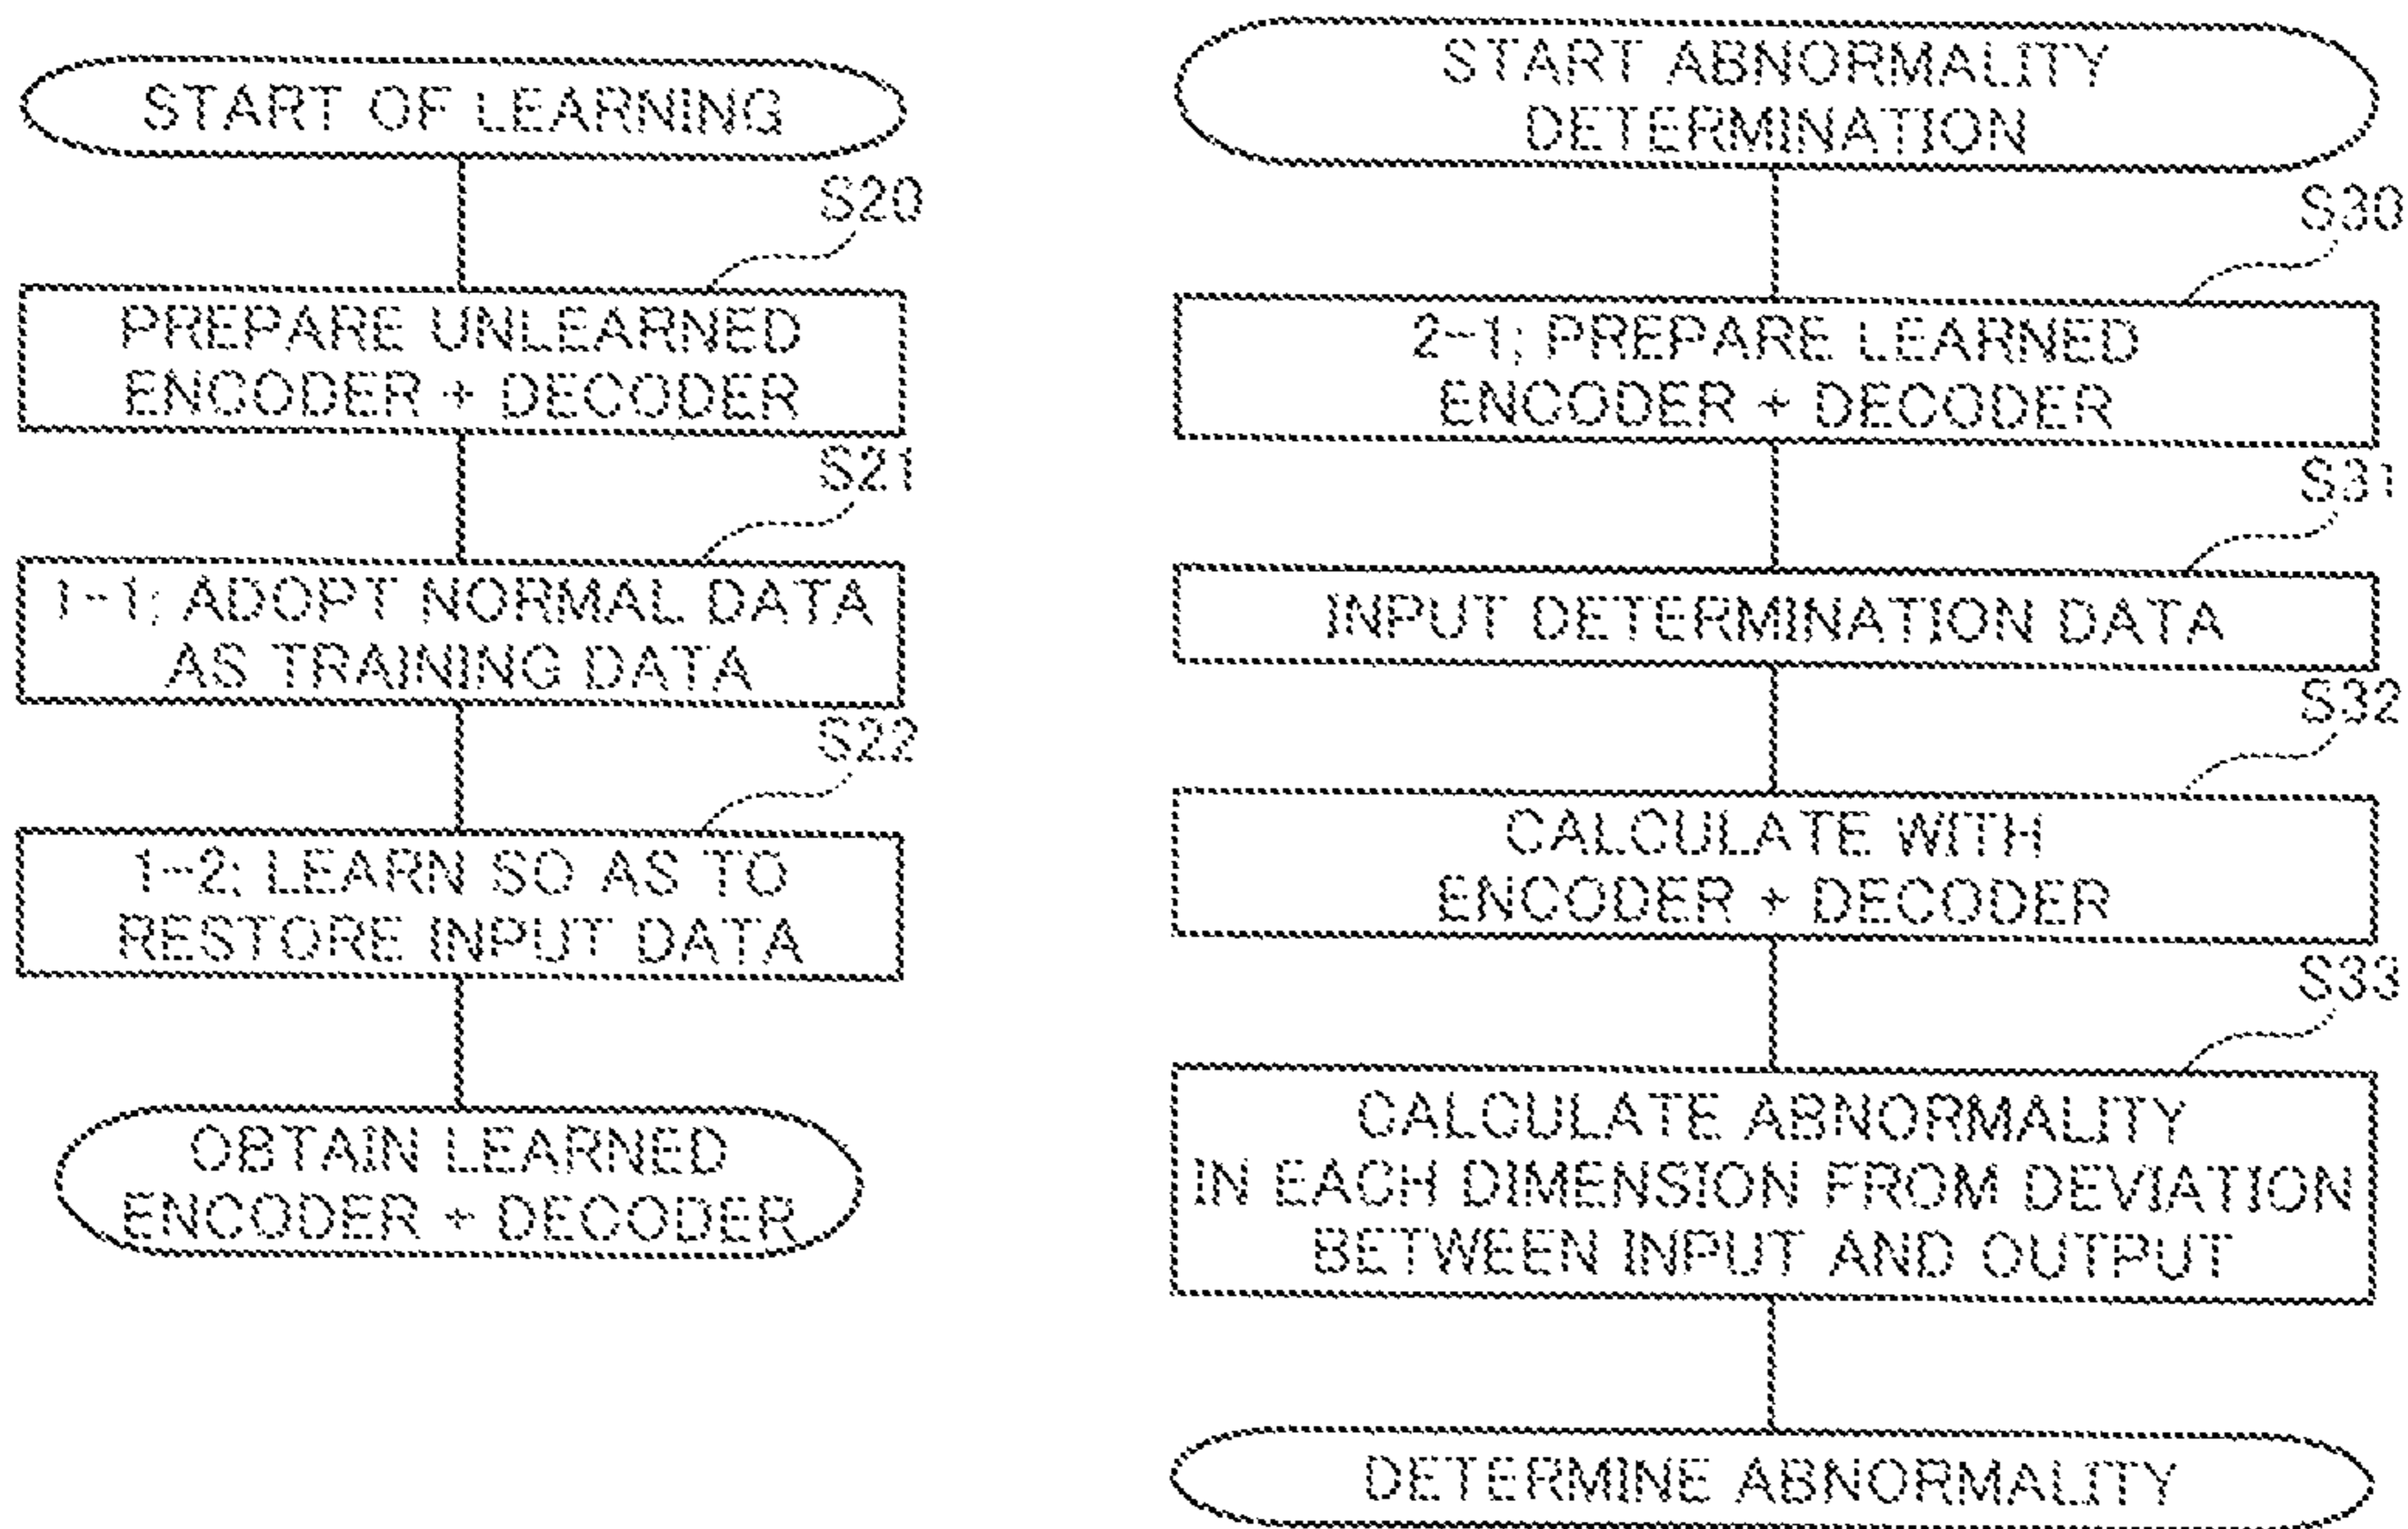 START OF LEARNING
S20
PREPARE UNLEARNED
ENCODER + DECODER
S21
1-1; ADOPT NORMAL DATA
AS TRAINING DATA
S22
1-2; LEARN SO AS TO
RESTORE INPUT DATA
OBTAIN LEARNED
ENCODER + DECODER
START ABNORMALITY
DETERMINATION
S30
2-1; PREPARE LEARNED
ENCODER + DECODER
S31
INPUT DETERMINATION DATA
S32
CALCULATE WITH
ENCODER + DECODER
S33
CALCULATE ABNORMALITY
IN EACH DIMENSION FROM DEVIATION
BETWEEN INPUT AND OUTPUT
DETERMINE ABNORMALITY